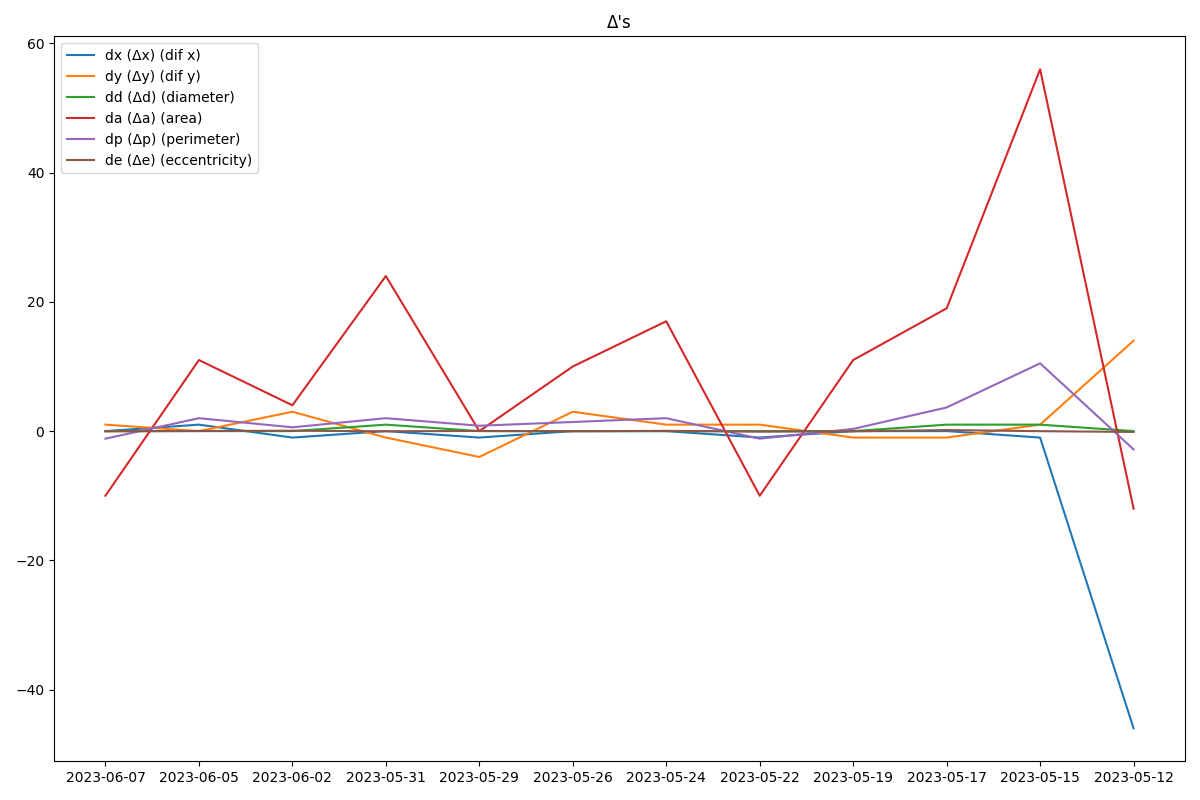 Δ's
dx (Δx) (dif x)
dy (Δy) (dif y)
dd (Δd) (diameter)
da (Δa) (area)
dp (Δp) (perimeter)
de (Δe) (eccentricity)
60
40
20
0
−20
−40
2023-06-07 2023-06-05 2023-06-02 2023-05-31 2023-05-29 2023-05-26 2023-05-24 2023-05-22 2023-05-19 2023-05-17 2023-05-15 2023-05-12